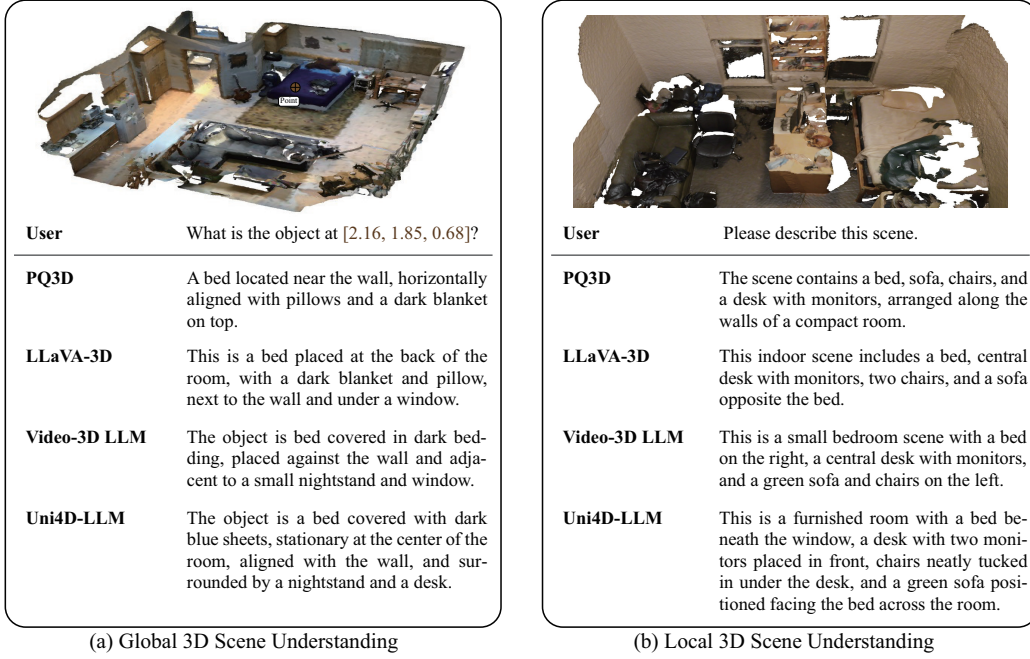 Point
User What is the object at [2.16, 1.85, 0.68]?
PQ3D A bed located near the wall, horizontally
aligned with pillows and a dark blanket
on top.
LLaVA-3D This is a bed placed at the back of the
room, with a dark blanket and pillow,
next to the wall and under a window.
Video-3D LLM The object is bed covered in dark bed-
ding, placed against the wall and adja-
cent to a small nightstand and window.
Uni4D-LLM The object is a bed covered with dark
blue sheets, stationary at the center of the
room, aligned with the wall, and sur-
rounded by a nightstand and a desk.
(a) Global 3D Scene Understanding
User Please describe this scene.
PQ3D The scene contains a bed, sofa, chairs, and
a desk with monitors, arranged along the
walls of a compact room.
LLaVA-3D This indoor scene includes a bed, central
desk with monitors, two chairs, and a sofa
opposite the bed.
Video-3D LLM This is a small bedroom scene with a bed
on the right, a central desk with monitors,
and a green sofa and chairs on the left.
Uni4D-LLM This is a furnished room with a bed be-
neath the window, a desk with two moni-
tors placed in front, chairs neatly tucked
in under the desk, and a green sofa posi-
tioned facing the bed across the room.
(b) Local 3D Scene Understanding